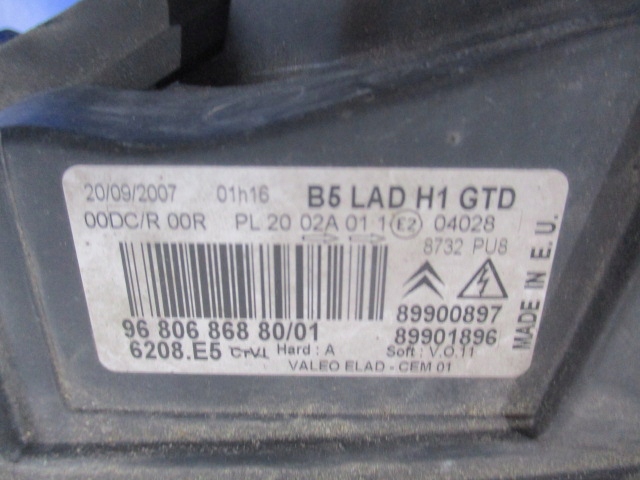 20/09/2007 01h16 B5 LAD H1 GTD
00DC/R 00R PL 20 02A 01 1 E2 04028
8732 PU8
89900897
96 806 868 80/01 89901896
6208.E5 Hard : A Soft : V.O.11
VALEO ELAD - CEM 01
MADE IN E.U.